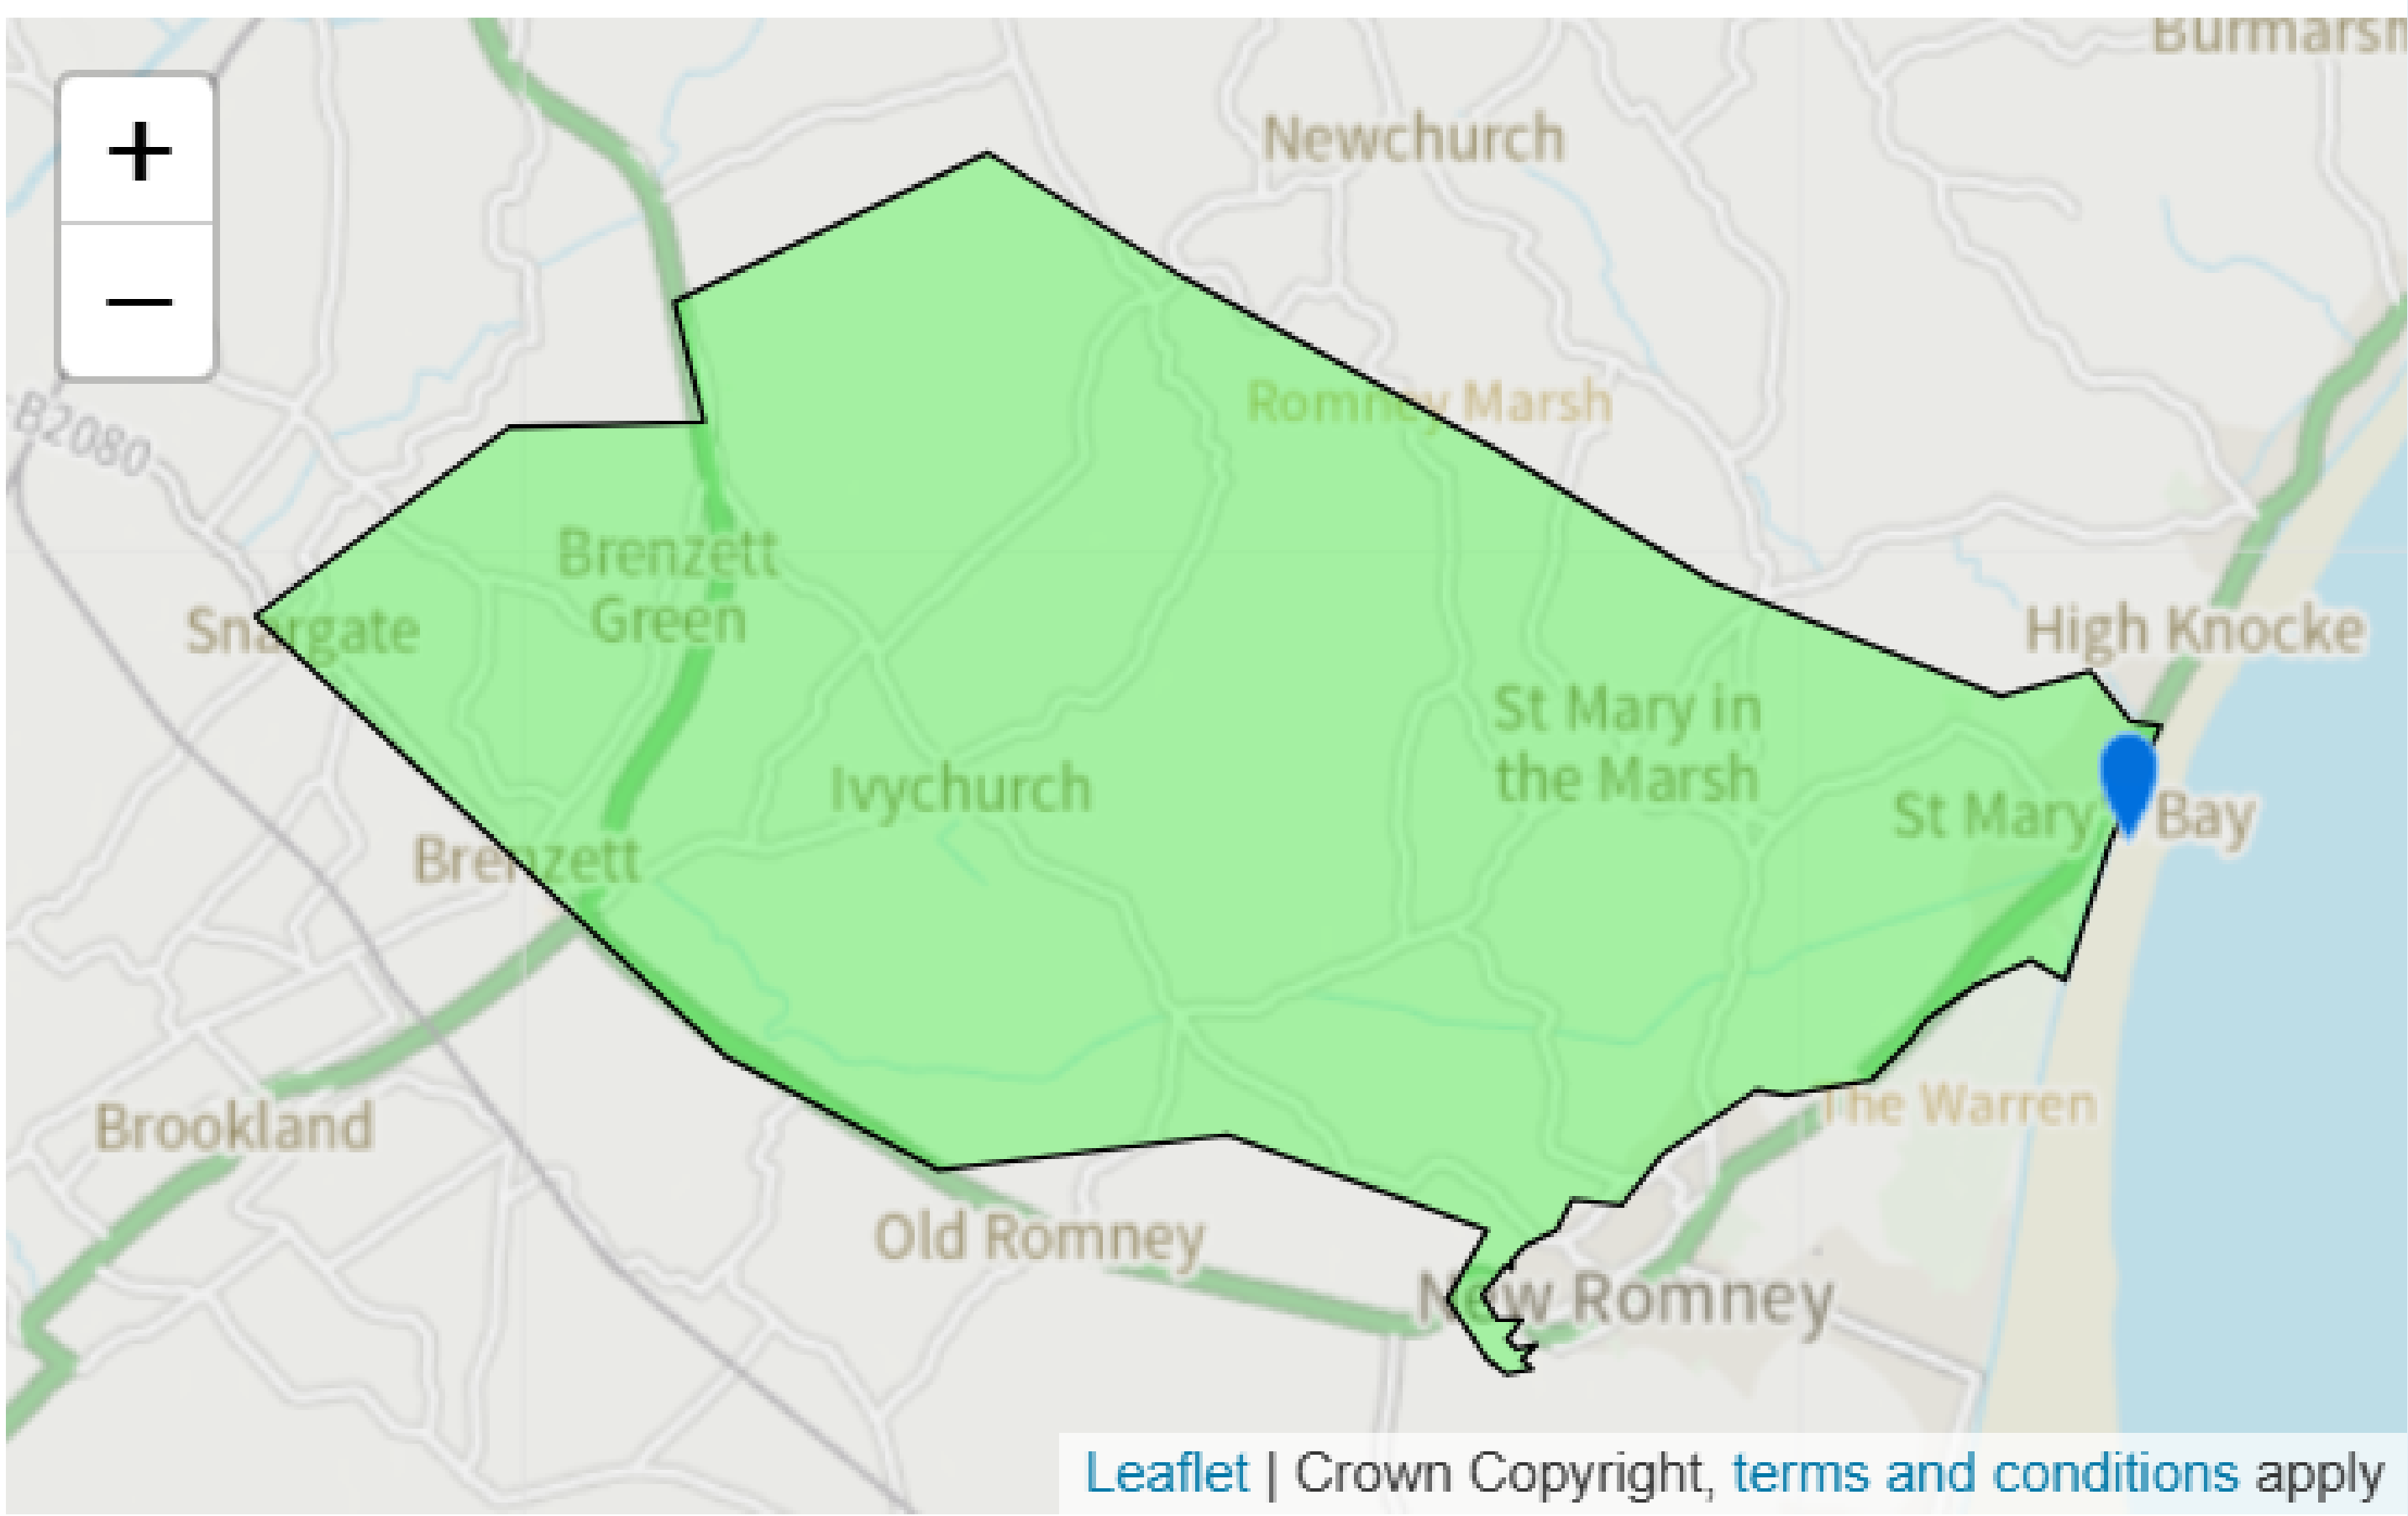 Burmarsh
+
Newchurch
−
B2080
Romney Marsh
Brenzett
Green
Snargate
High Knocke
St Mary in
the Marsh
Ivychurch
St Mary Bay
Brenzett
The Warren
Brookland
Old Romney
New Romney
Leaflet | Crown Copyright, terms and conditions apply